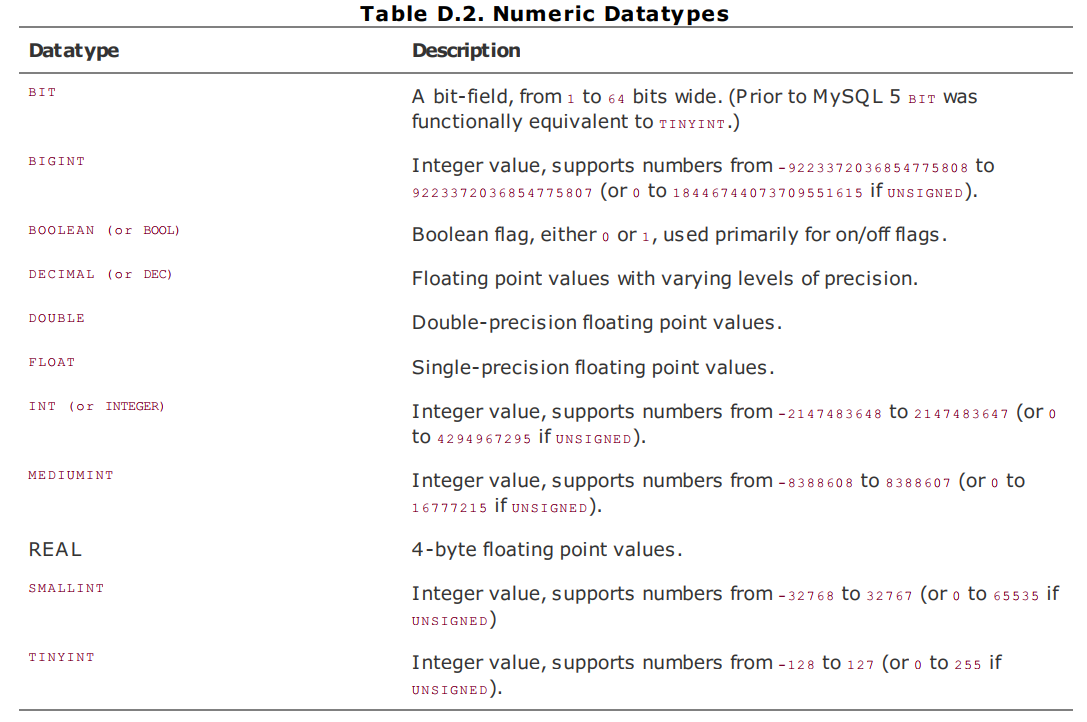 Table D.2. Numeric Datatypes
Datatype Description
BIT A bit-field, from 1 to 64 bits wide. (Prior to MySQL 5 BIT was
functionally equivalent to TINYINT.)
BIGINT Integer value, supports numbers from -9223372036854775808 to
9223372036854775807 (or 0 to 18446744073709551615 if UNSIGNED).
BOOLEAN (or BOOL) Boolean flag, either 0 or 1, used primarily for on/off flags.
DECIMAL (or DEC) Floating point values with varying levels of precision.
DOUBLE Double-precision floating point values.
FLOAT Single-precision floating point values.
INT (or INTEGER) Integer value, supports numbers from -2147483648 to 2147483647 (or 0
to 4294967295 if UNSIGNED).
MEDIUMINT Integer value, supports numbers from -8388608 to 8388607 (or 0 to
16777215 if UNSIGNED).
REAL 4-byte floating point values.
SMALLINT Integer value, supports numbers from -32768 to 32767 (or 0 to 65535 if
UNSIGNED)
TINYINT Integer value, supports numbers from -128 to 127 (or 0 to 255 if
UNSIGNED).